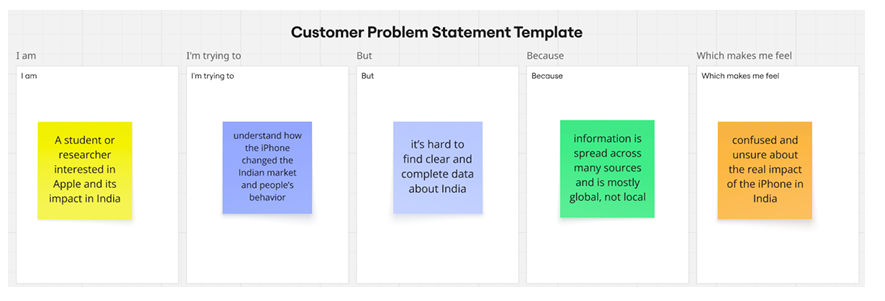 Customer Problem Statement Template
I am
I'm trying to
But
Because
Which makes me feel
I am
I'm trying to
But
Because
Which makes me feel
A student or
researcher
interested in
Apple and its
impact in India
understand how
the iPhone
changed the
Indian market
and people's
behavior
it's hard to
find clear and
complete data
about India
information is
spread across
many sources
and is mostly
global, not local
confused and
unsure about
the real impact
of the iPhone in
India